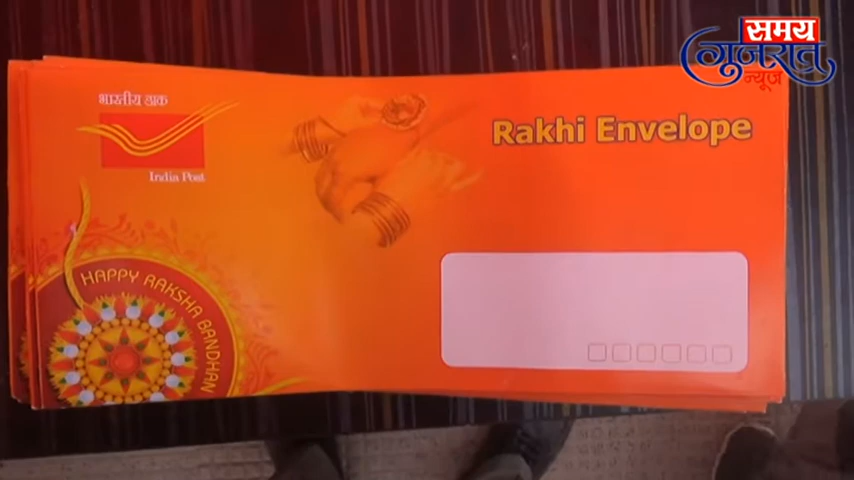 समय
गुजरात
न्यूज
भारतीय डाक
India Post
Rakhi Envelope
HAPPY RAKSHA BANDHAN